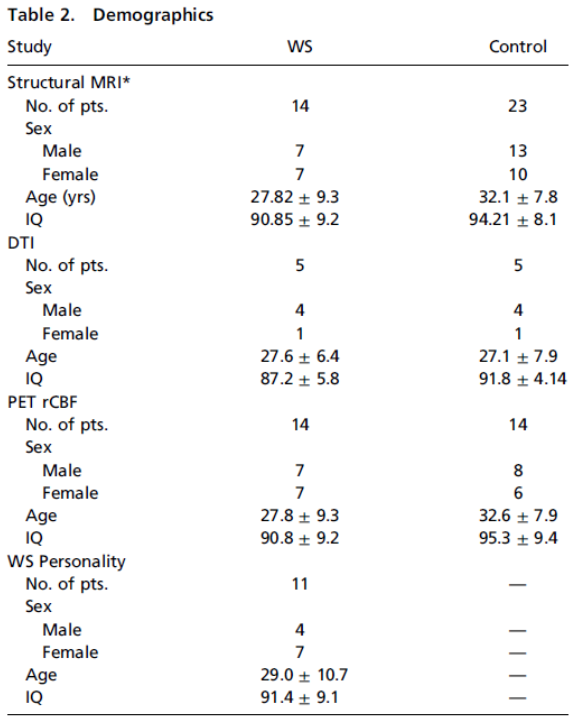 Table 2. Demographics
Study WS Control
Structural MRI*
No. of pts. 14 23
Sex
Male 7 13
Female 7 10
Age (yrs) 27.82 ± 9.3 32.1 ± 7.8
IQ 90.85 ± 9.2 94.21 ± 8.1
DTI
No. of pts. 5 5
Sex
Male 4 4
Female 1 1
Age 27.6 ± 6.4 27.1 ± 7.9
IQ 87.2 ± 5.8 91.8 ± 4.14
PET rCBF
No. of pts. 14 14
Sex
Male 7 8
Female 7 6
Age 27.8 ± 9.3 32.6 ± 7.9
IQ 90.8 ± 9.2 95.3 ± 9.4
WS Personality
No. of pts. 11 —
Sex
Male 4 —
Female 7 —
Age 29.0 ± 10.7 —
IQ 91.4 ± 9.1 —